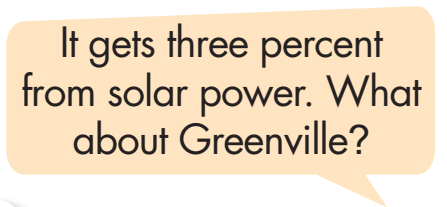 It gets three percent
from solar power. What
about Greenville?